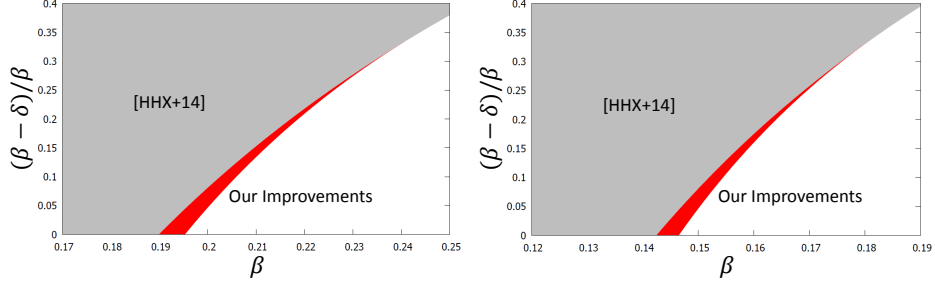 0.4
0.35
0.3
0.25
0.2
0.15
0.1
0.05
0
(β − δ)/β
[HHX+14]
Our Improvements
0.17 0.18 0.19 0.2 0.21 0.22 0.23 0.24 0.25
β
0.4
0.35
0.3
0.25
0.2
0.15
0.1
0.05
0
(β − δ)/β
[HHX+14]
Our Improvements
0.12 0.13 0.14 0.15 0.16 0.17 0.18 0.19
β